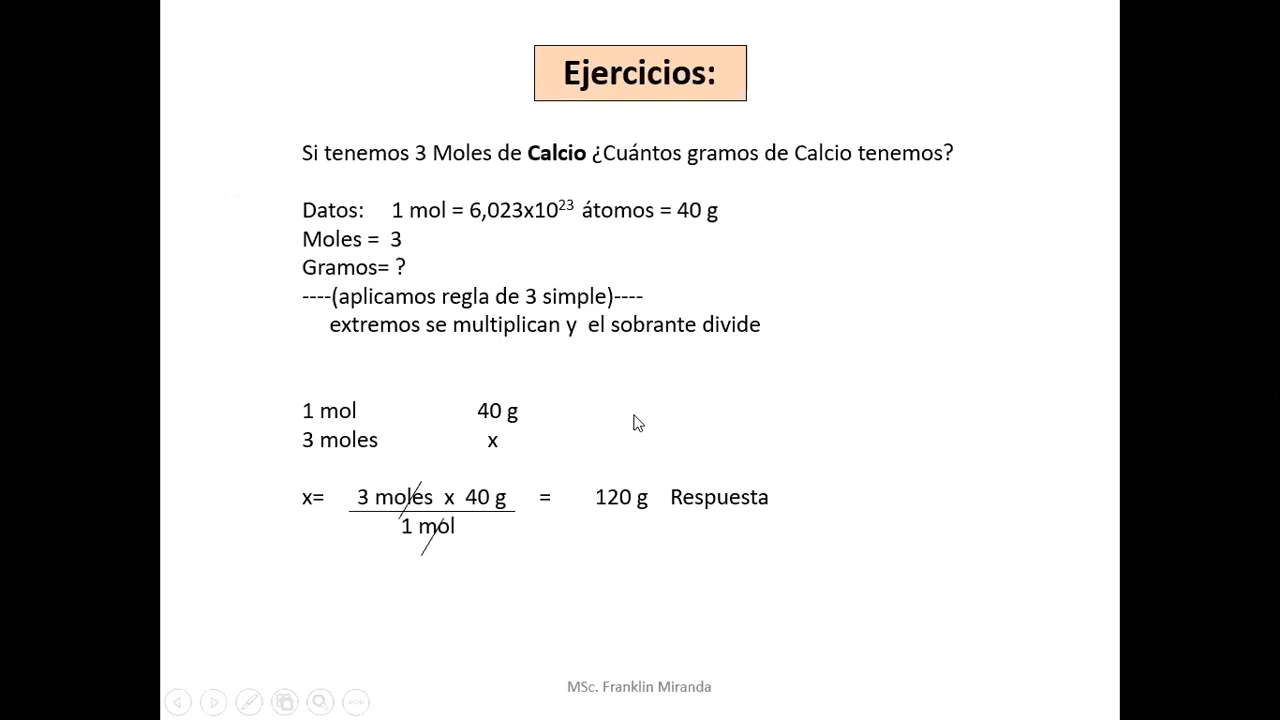 Ejercicios:
Si tenemos 3 Moles de Calcio ¿Cuántos gramos de Calcio tenemos?
Datos: 1 mol = 6,023x10²³ átomos = 40 g
Moles = 3
Gramos= ?
----(aplicamos regla de 3 simple)----
extremos se multiplican y el sobrante divide
1 mol 40 g
3 moles x
x= 3 moles x 40 g = 120 g Respuesta
1 mol
MSc. Franklin Miranda